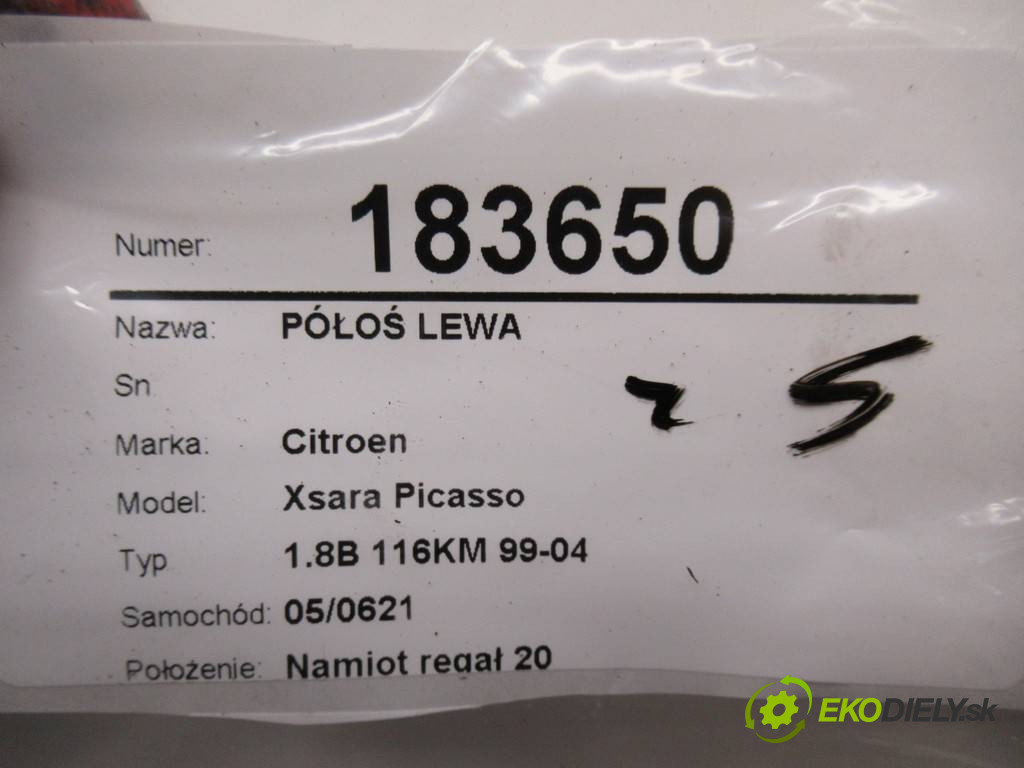 Numer: 183650
Nazwa: PÓŁOŚ LEWA
Sn
Marka: Citroen
Model: Xsara Picasso
Typ 1.8B 116KM 99-04
Samochód: 05/0621
Położenie: Namiot regał 20
EKODIELY.sk